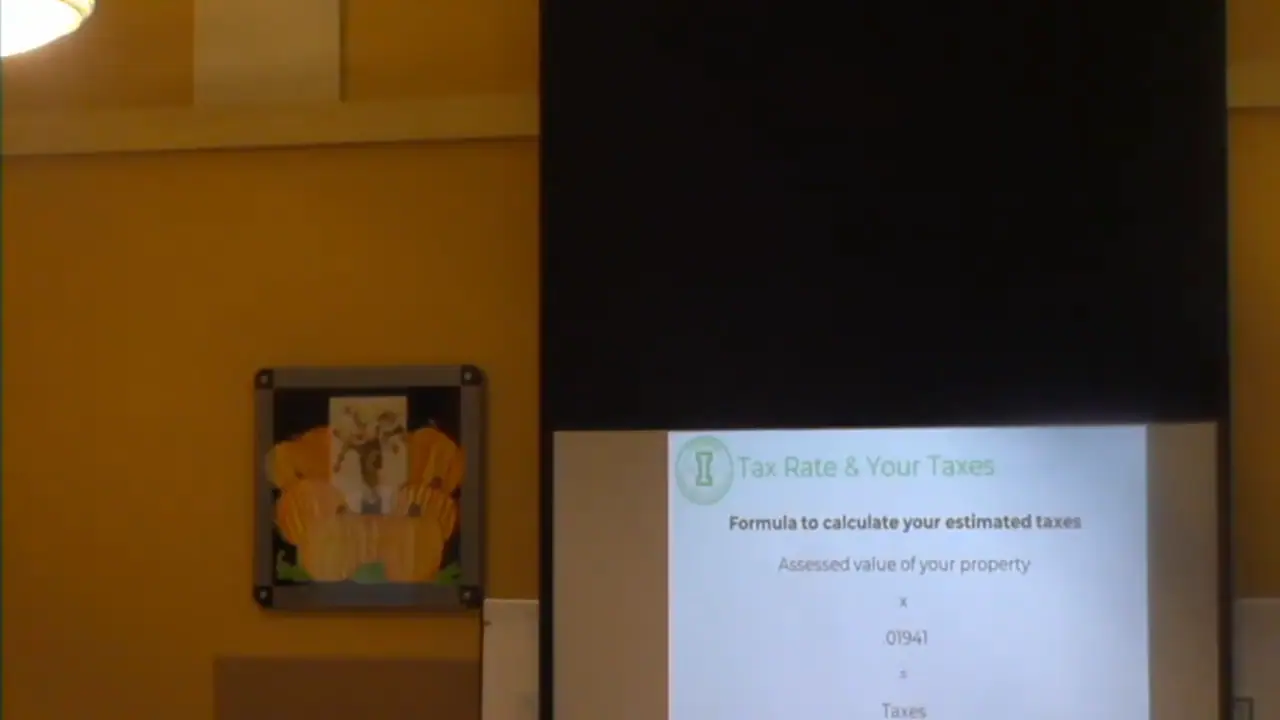 I Tax Rate & Your Taxes
Formula to calculate your estimated taxes
Assessed value of your property
x
01941
Taxes